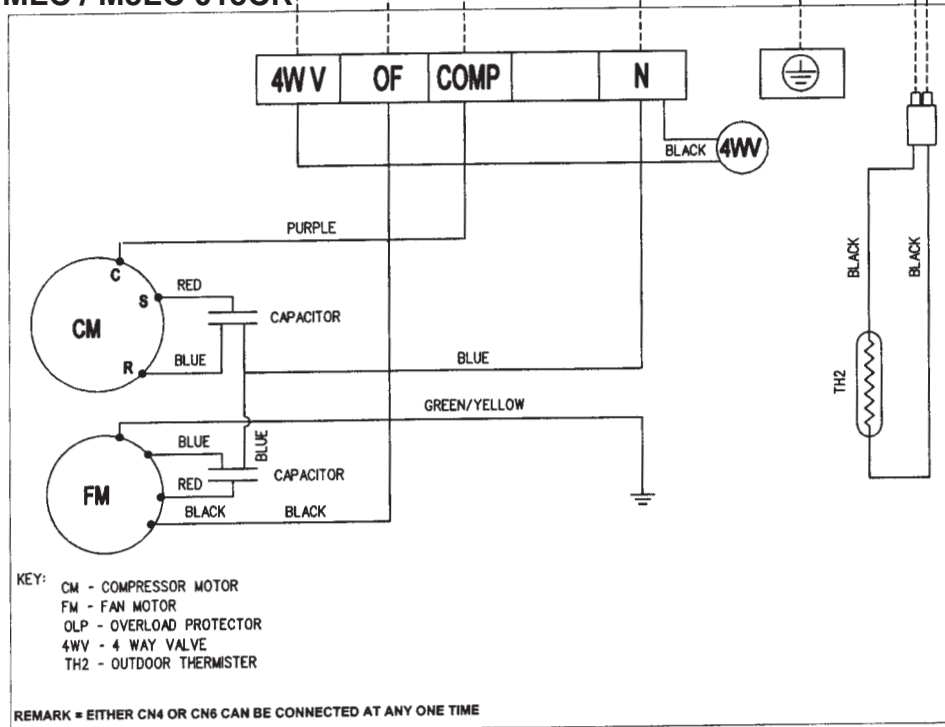 4WV OF COMP N
BLACK 4WV
PURPLE
C
RED
S
CAPACITOR
CM
BLUE
R
BLUE
GREEN/YELLOW
BLUE
BLUE
CAPACITOR
RED
FM
BLACK BLACK
BLACK
BLACK
TH2
KEY:
CM - COMPRESSOR MOTOR
FM - FAN MOTOR
OLP - OVERLOAD PROTECTOR
4WV - 4 WAY VALVE
TH2 - OUTDOOR THERMISTER
REMARK = EITHER CN4 OR CN6 CAN BE CONNECTED AT ANY ONE TIME